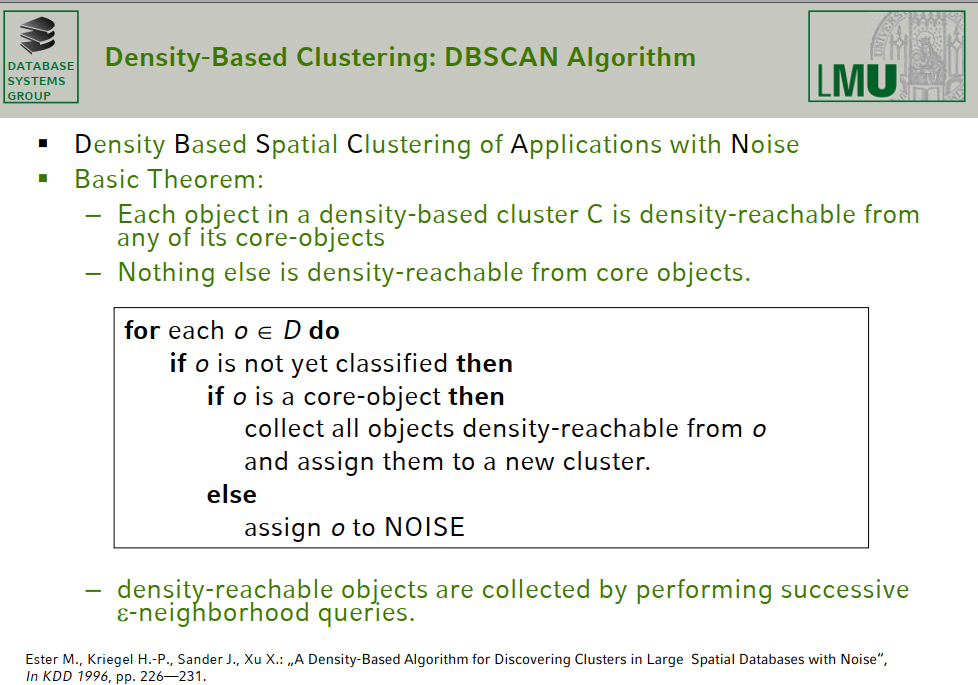 DATABASE
SYSTEMS
GROUP
Density-Based Clustering: DBSCAN Algorithm
LMU
▪ Density Based Spatial Clustering of Applications with Noise
▪ Basic Theorem:
– Each object in a density-based cluster C is density-reachable from
any of its core-objects
– Nothing else is density-reachable from core objects.
for each o ∈ D do
if o is not yet classified then
if o is a core-object then
collect all objects density-reachable from o
and assign them to a new cluster.
else
assign o to NOISE
– density-reachable objects are collected by performing successive
ε-neighborhood queries.
Ester M., Kriegel H.-P., Sander J., Xu X.: „A Density-Based Algorithm for Discovering Clusters in Large Spatial Databases with Noise“,
In KDD 1996, pp. 226—231.